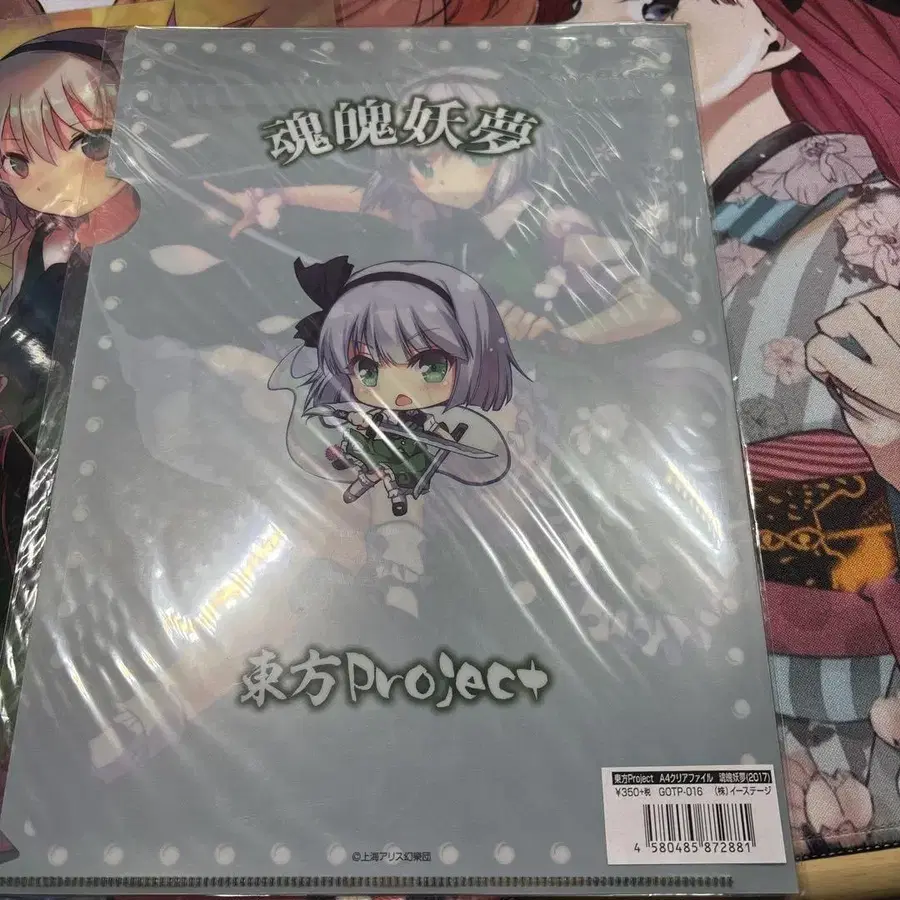 魂魄妖夢
東方Project
東方Project A4クリアファイル 魂魄妖夢(2017)
¥350+税 GOTP-016 (株)イーステージ
4 580485 872881
©上海アリス幻樂団